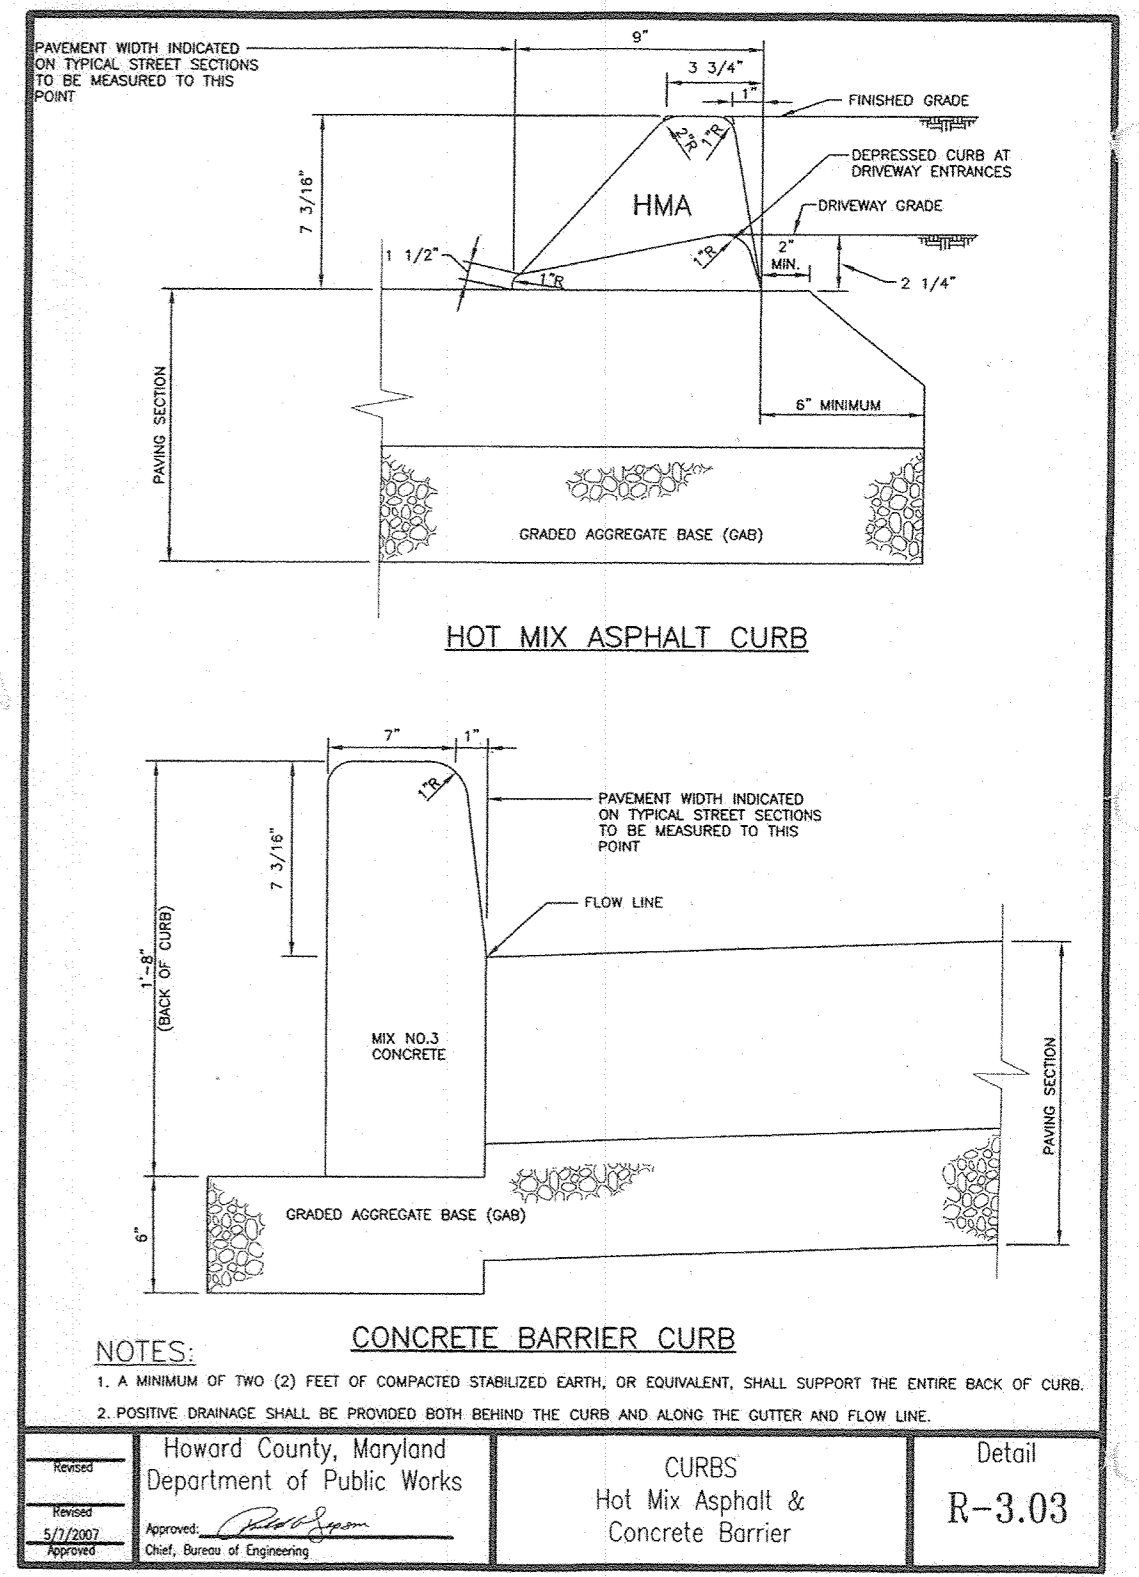 PAVEMENT WIDTH INDICATED
ON TYPICAL STREET SECTIONS
TO BE MEASURED TO THIS
POINT
9"
3 3/4"
1"
FINISHED GRADE
2"R
1"R
DEPRESSED CURB AT
DRIVEWAY ENTRANCES
7 3/16"
HMA
DRIVEWAY GRADE
1 1/2"
1"R
1"R
2"
MIN.
2 1/4"
PAVING SECTION
6" MINIMUM
GRADED AGGREGATE BASE (GAB)
HOT MIX ASPHALT CURB
7"
1"
1"R
PAVEMENT WIDTH INDICATED
ON TYPICAL STREET SECTIONS
TO BE MEASURED TO THIS
POINT
7 3/16"
FLOW LINE
1'-8"
(BACK OF CURB)
MIX NO.3
CONCRETE
PAVING SECTION
GRADED AGGREGATE BASE (GAB)
6"
CONCRETE BARRIER CURB
NOTES:
1. A MINIMUM OF TWO (2) FEET OF COMPACTED STABILIZED EARTH, OR EQUIVALENT, SHALL SUPPORT THE ENTIRE BACK OF CURB.
2. POSITIVE DRAINAGE SHALL BE PROVIDED BOTH BEHIND THE CURB AND ALONG THE GUTTER AND FLOW LINE.
Revised
Revised
5/7/2007
Approved
Howard County, Maryland
Department of Public Works
Approved:
Chief, Bureau of Engineering
CURBS
Hot Mix Asphalt &
Concrete Barrier
Detail
R-3.03